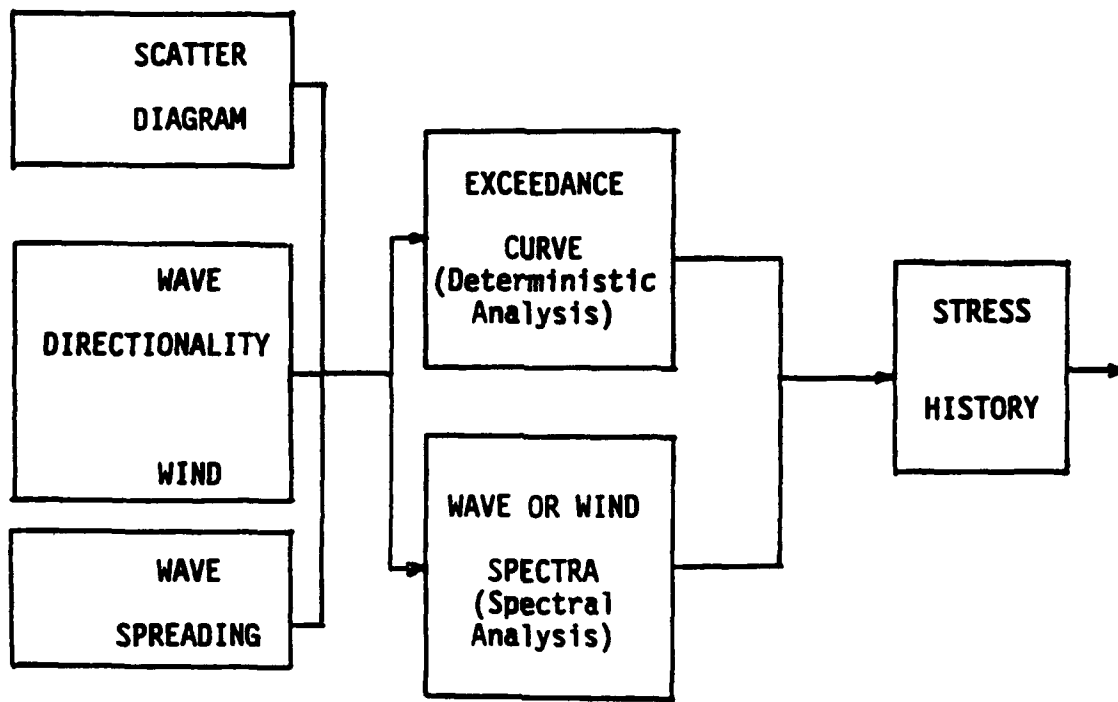 SCATTER
DIAGRAM
WAVE
DIRECTIONALITY
WIND
WAVE
SPREADING
EXCEEDANCE
CURVE
(Deterministic
Analysis)
WAVE OR WIND
SPECTRA
(Spectral
Analysis)
STRESS
HISTORY